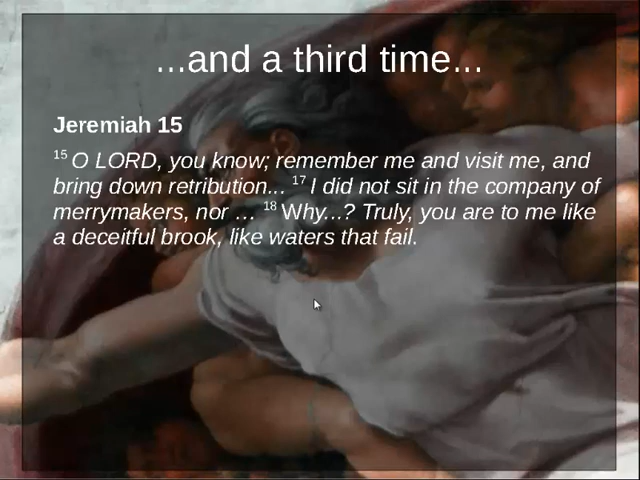 ...and a third time...
Jeremiah 15
15 O LORD, you know; remember me and visit me, and
bring down retribution... 17 I did not sit in the company of
merrymakers, nor ... 18 Why...? Truly, you are to me like
a deceitful brook, like waters that fail.